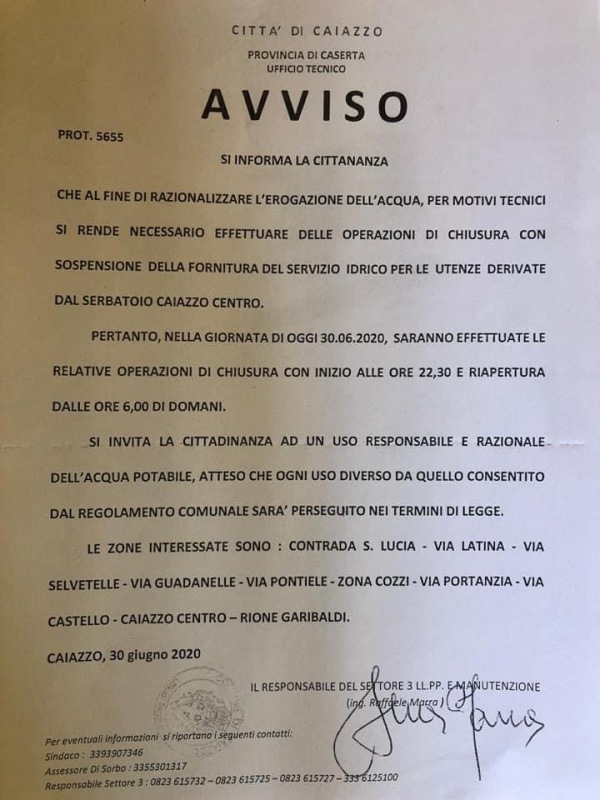 CITTA' DI CAIAZZO
PROVINCIA DI CASERTA
UFFICIO TECNICO
AVVISO
PROT. 5655
SI INFORMA LA CITTANANZA
CHE AL FINE DI RAZIONALIZZARE L'EROGAZIONE DELL'ACQUA, PER MOTIVI TECNICI
SI RENDE NECESSARIO EFFETTUARE DELLE OPERAZIONI DI CHIUSURA CON
SOSPENSIONE DELLA FORNITURA DEL SERVIZIO IDRICO PER LE UTENZE DERIVATE
DAL SERBATOIO CAIAZZO CENTRO.
PERTANTO, NELLA GIORNATA DI OGGI 30.06.2020, SARANNO EFFETTUATE LE
RELATIVE OPERAZIONI DI CHIUSURA CON INIZIO ALLE ORE 22,30 E RIAPERTURA
DALLE ORE 6,00 DI DOMANI.
SI INVITA LA CITTADINANZA AD UN USO RESPONSABILE E RAZIONALE
DELL'ACQUA POTABILE, ATTESO CHE OGNI USO DIVERSO DA QUELLO CONSENTITO
DAL REGOLAMENTO COMUNALE SARA' PERSEGUITO NEI TERMINI DI LEGGE.
LE ZONE INTERESSATE SONO : CONTRADA S. LUCIA - VIA LATINA - VIA
SELVETELLE - VIA GUADANELLE - VIA PONTIELE - ZONA COZZI - VIA PORTANZIA - VIA
CASTELLO - CAIAZZO CENTRO – RIONE GARIBALDI.
CAIAZZO, 30 giugno 2020
IL RESPONSABILE DEL SETTORE 3 LL.PP. E MANUTENZIONE
(ing. Raffaele Marra )
Per eventuali informazioni si riportano i seguenti contatti:
Sindaco : 3393907346
Assessore Di Sorbo : 3355301317
Responsabile Settore 3 : 0823 615732 – 0823 615725 – 0823 615727 – 333 6125100